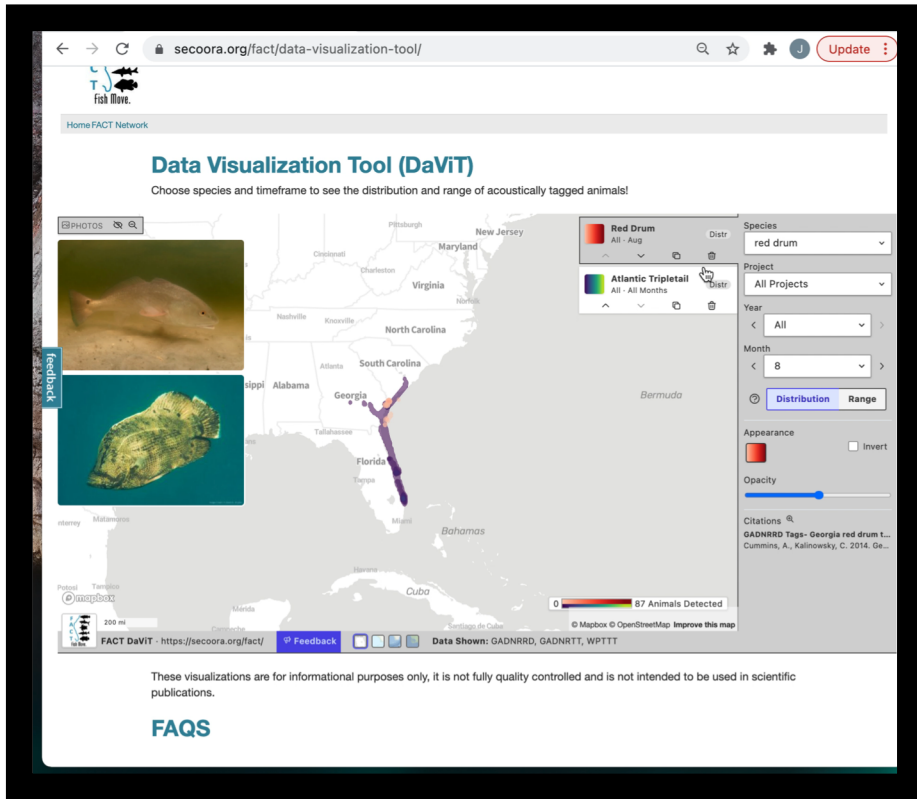 secoora.org/fact/data-visualization-tool/
J
Update
C
T
Fish Move.
Home FACT Network
Data Visualization Tool (DaViT)
Choose species and timeframe to see the distribution and range of acoustically tagged animals!
PHOTOS
feedback
Pittsburgh
New Jersey
Maryland
Cincinnati
Charleston
Virginia
Norfolk
Nashville
Knoxville
North Carolina
Atlanta
South Carolina
sippi
Alabama
Georgia
Bermuda
Tallahassee
Florida
Tampa
Miami
Bahamas
nterrey
Matamoros
Havana
Cuba
Potosi
Tampico
Mérida
Santiago de Cuba
mapbox
200 mi
Red Drum
All - Aug
Distr
Atlantic Tripletail
All - All Months
Distr
Species
red drum
Project
All Projects
Year
All
Month
8
Distribution
Range
Appearance
Invert
Opacity
Citations
GADNRRD Tags- Georgia red drum t...
Cummins, A., Kalinowsky, C. 2014. Ge...
0
87 Animals Detected
© Mapbox © OpenStreetMap Improve this map
FACT DaViT - https://secoora.org/fact/
Feedback
Data Shown: GADNRRD, GADNRTT, WPTTT
These visualizations are for informational purposes only, it is not fully quality controlled and is not intended to be used in scientific
publications.
FAQS